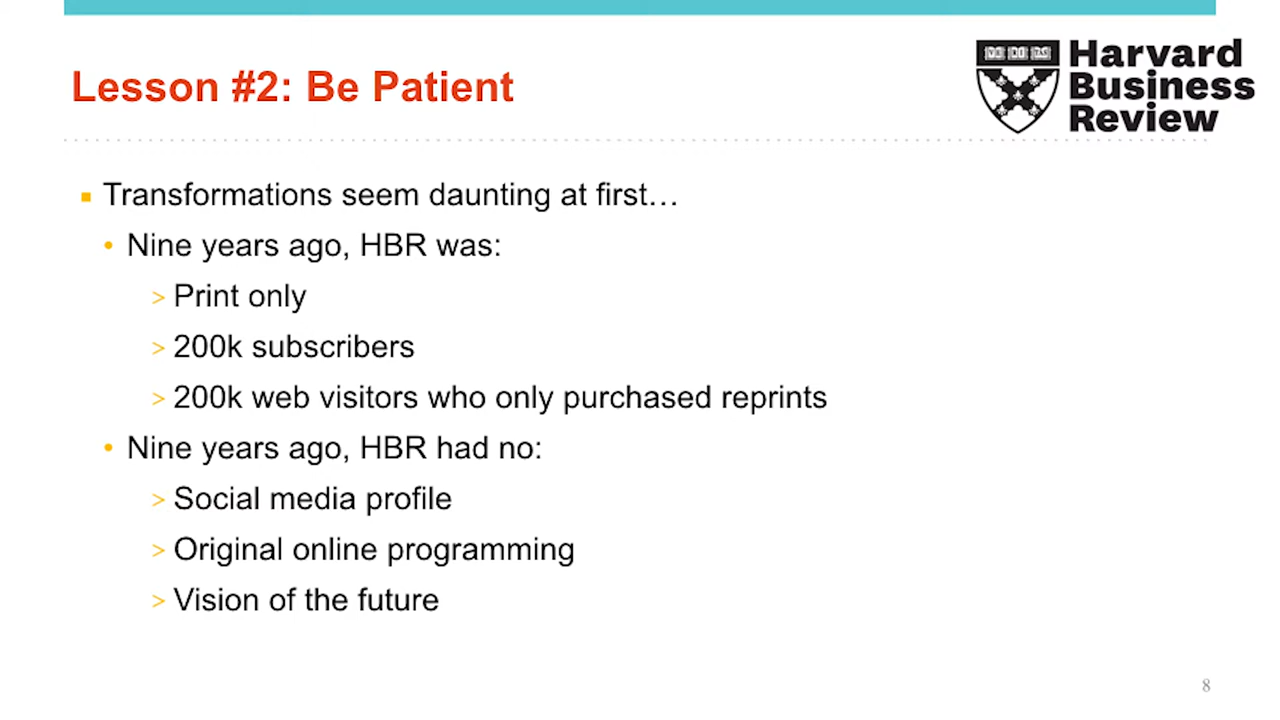 Lesson #2: Be Patient
Harvard
Business
Review
Transformations seem daunting at first…
Nine years ago, HBR was:
Print only
200k subscribers
200k web visitors who only purchased reprints
Nine years ago, HBR had no:
Social media profile
Original online programming
Vision of the future
8